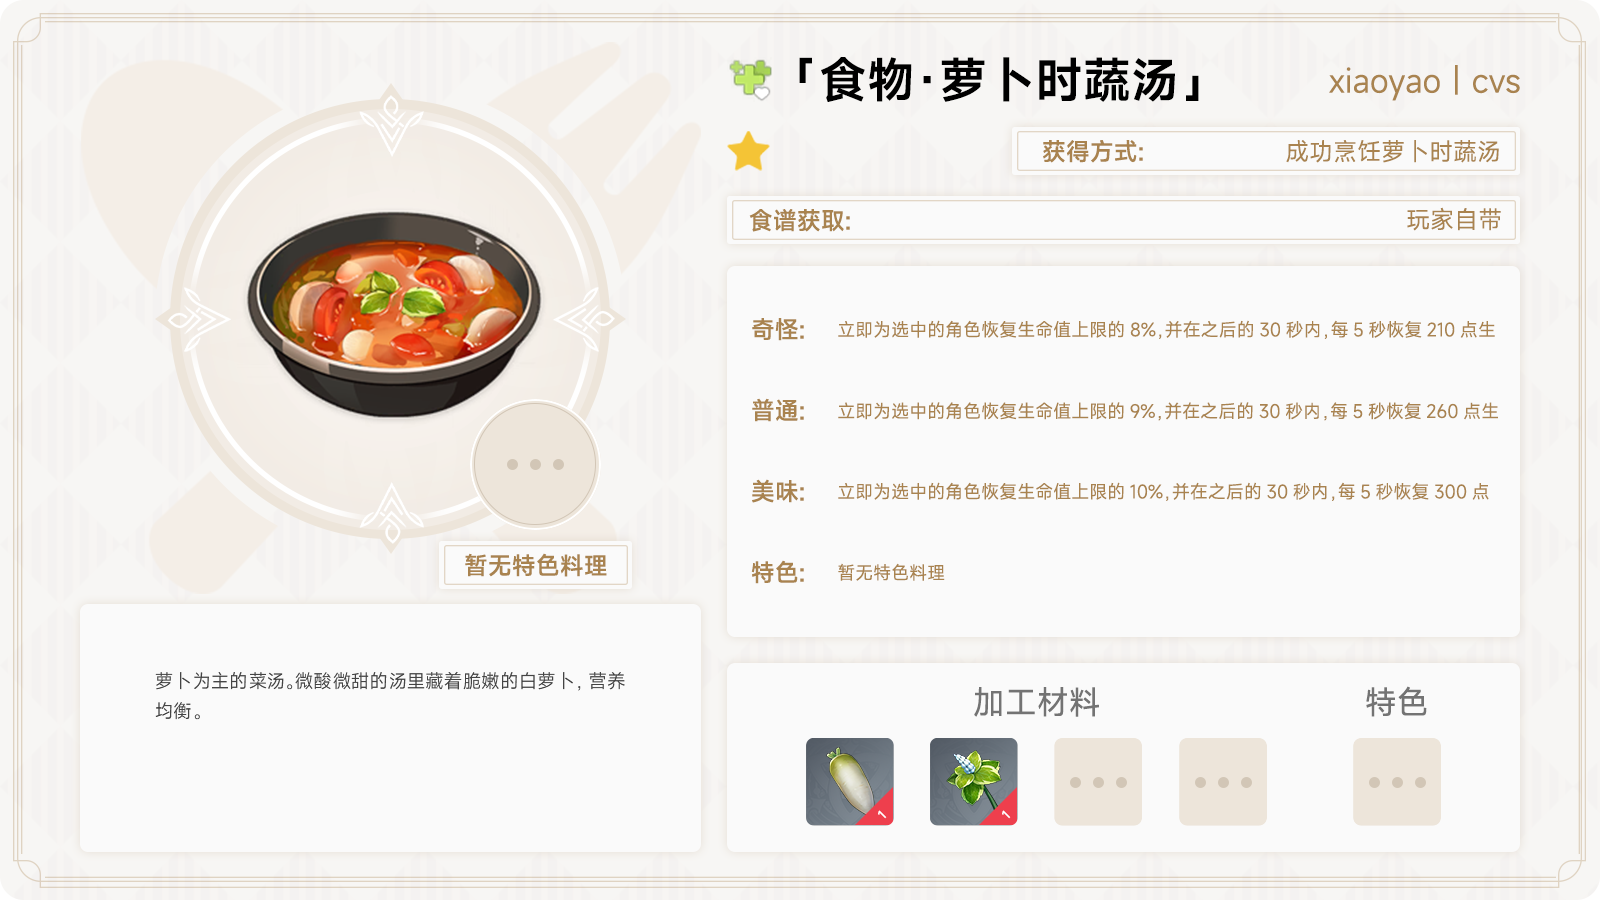 「食物·萝卜时蔬汤」
xiaoyao | cvs
获得方式: 成功烹饪萝卜时蔬汤
食谱获取: 玩家自带
奇怪: 立即为选中的角色恢复生命值上限的 8%,并在之后的 30 秒内,每 5 秒恢复 210 点生
普通: 立即为选中的角色恢复生命值上限的 9%,并在之后的 30 秒内,每 5 秒恢复 260 点生
美味: 立即为选中的角色恢复生命值上限的 10%,并在之后的 30 秒内,每 5 秒恢复 300 点
特色: 暂无特色料理
暂无特色料理
萝卜为主的菜汤。微酸微甜的汤里藏着脆嫩的白萝卜, 营养
均衡。
加工材料 特色
1 1